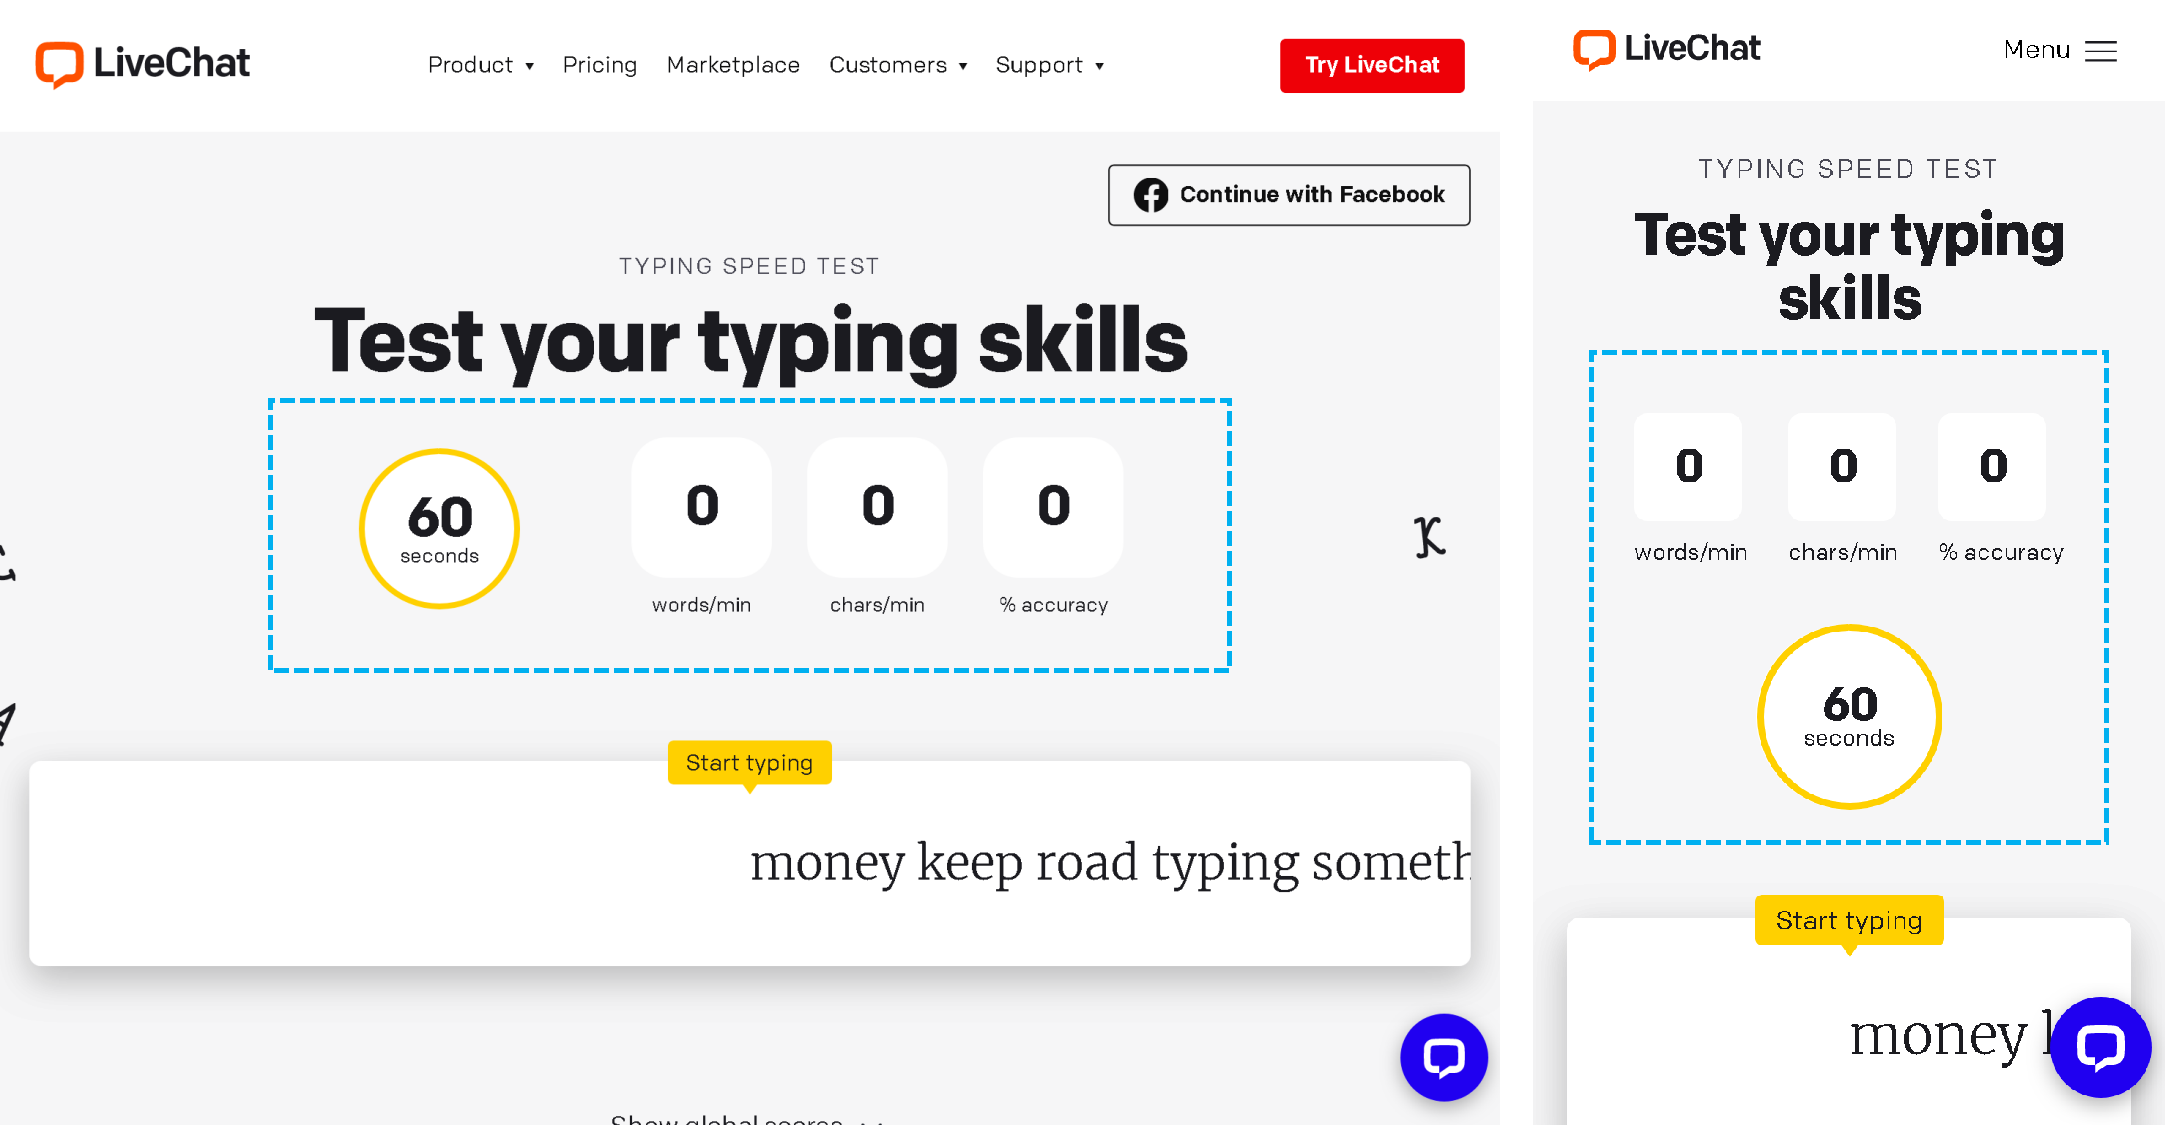 LiveChat
Product ▾ Pricing Marketplace Customers ▾ Support ▾
Try LiveChat
Continue with Facebook
TYPING SPEED TEST
Test your typing skills
60
seconds
0 0 0
words/min chars/min % accuracy
K
A
Start typing
money keep road typing someth
Show global scores
LiveChat
Menu
TYPING SPEED TEST
Test your typing
skills
0 0 0
words/min chars/min % accuracy
60
seconds
Start typing
money